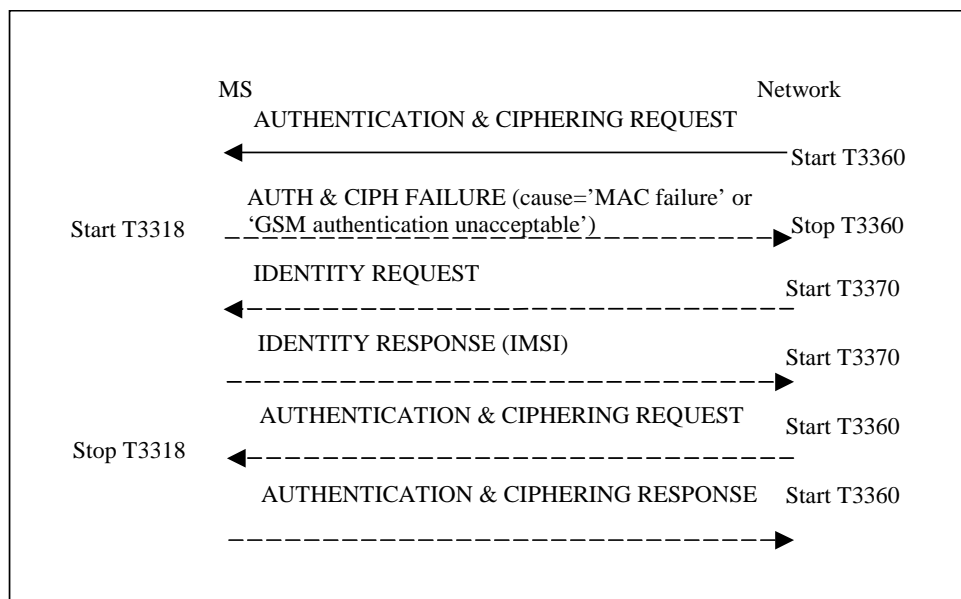 MS Network
AUTHENTICATION & CIPHERING REQUEST
Start T3360
AUTH & CIPH FAILURE (cause=’MAC failure’ or
‘GSM authentication unacceptable’)
Start T3318
Stop T3360
IDENTITY REQUEST
Start T3370
IDENTITY RESPONSE (IMSI)
Start T3370
AUTHENTICATION & CIPHERING REQUEST
Start T3360
Stop T3318
AUTHENTICATION & CIPHERING RESPONSE
Start T3360